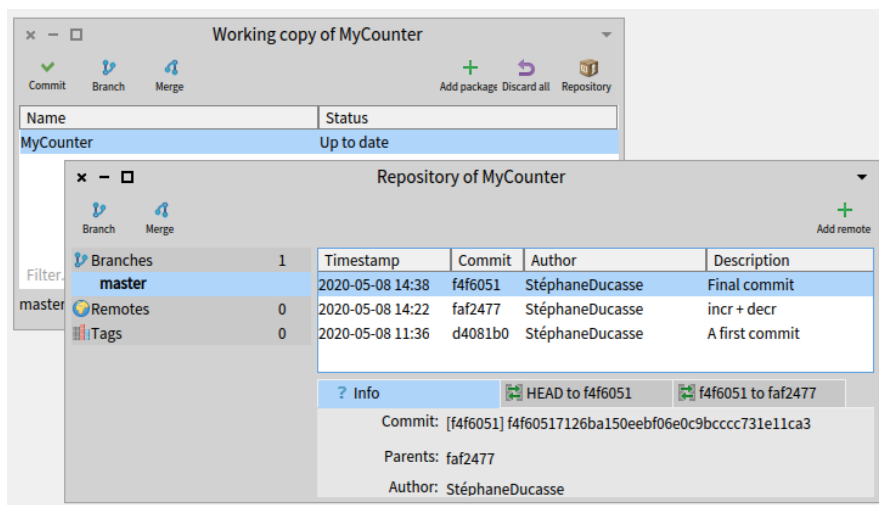 Working copy of MyCounter
Commit Branch Merge Add package Discard all Repository
Name Status
MyCounter Up to date
Repository of MyCounter
Branch Merge Add remote
Filter.
master
Branches 1
master
Remotes 0
Tags 0
Timestamp Commit Author Description
2020-05-08 14:38 f4f6051 StéphaneDucasse Final commit
2020-05-08 14:22 faf2477 StéphaneDucasse incr + decr
2020-05-08 11:36 d4081b0 StéphaneDucasse A first commit
? Info HEAD to f4f6051 f4f6051 to faf2477
Commit: [f4f6051] f4f60517126ba150eebf06e0c9bcccc731e11ca3
Parents: faf2477
Author: StéphaneDucasse